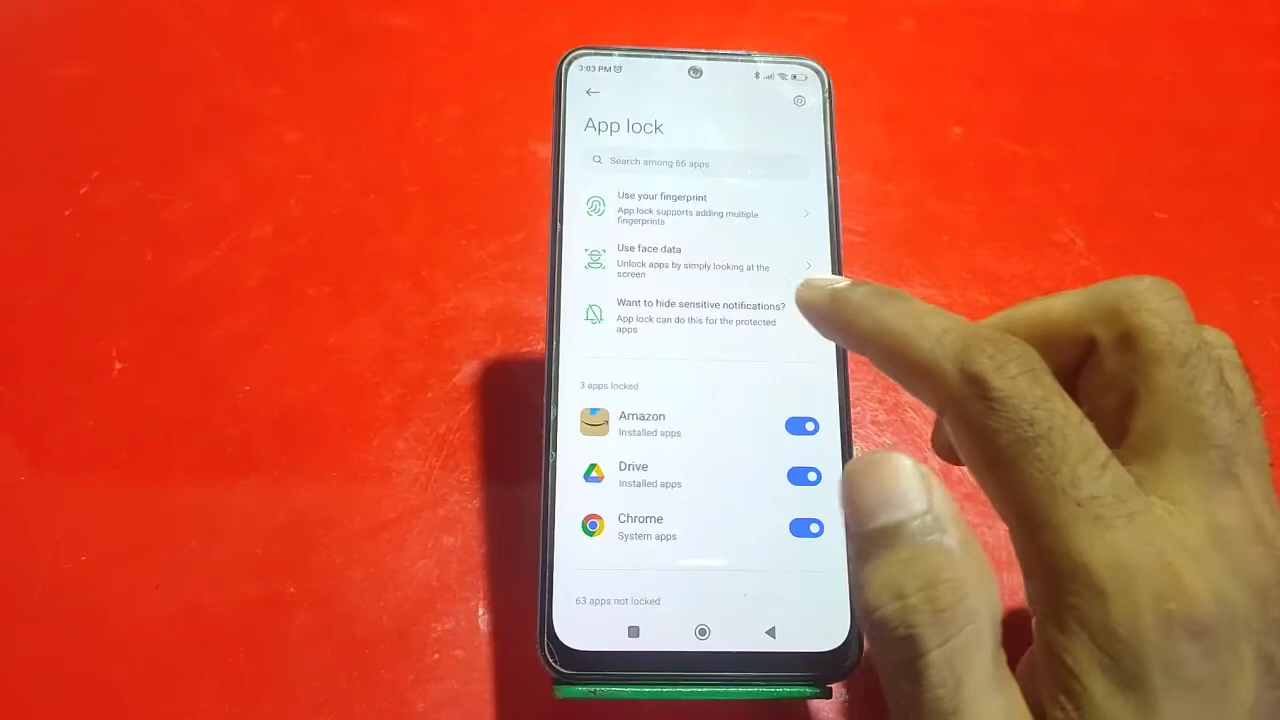 3:03 PM
App lock
Search among 66 apps
Use your fingerprint
App lock supports adding multiple
fingerprints
Use face data
Unlock apps by simply looking at the
screen
Want to hide sensitive notifications?
App lock can do this for the protected
apps
3 apps locked
Amazon
Installed apps
Drive
Installed apps
Chrome
System apps
63 apps not locked